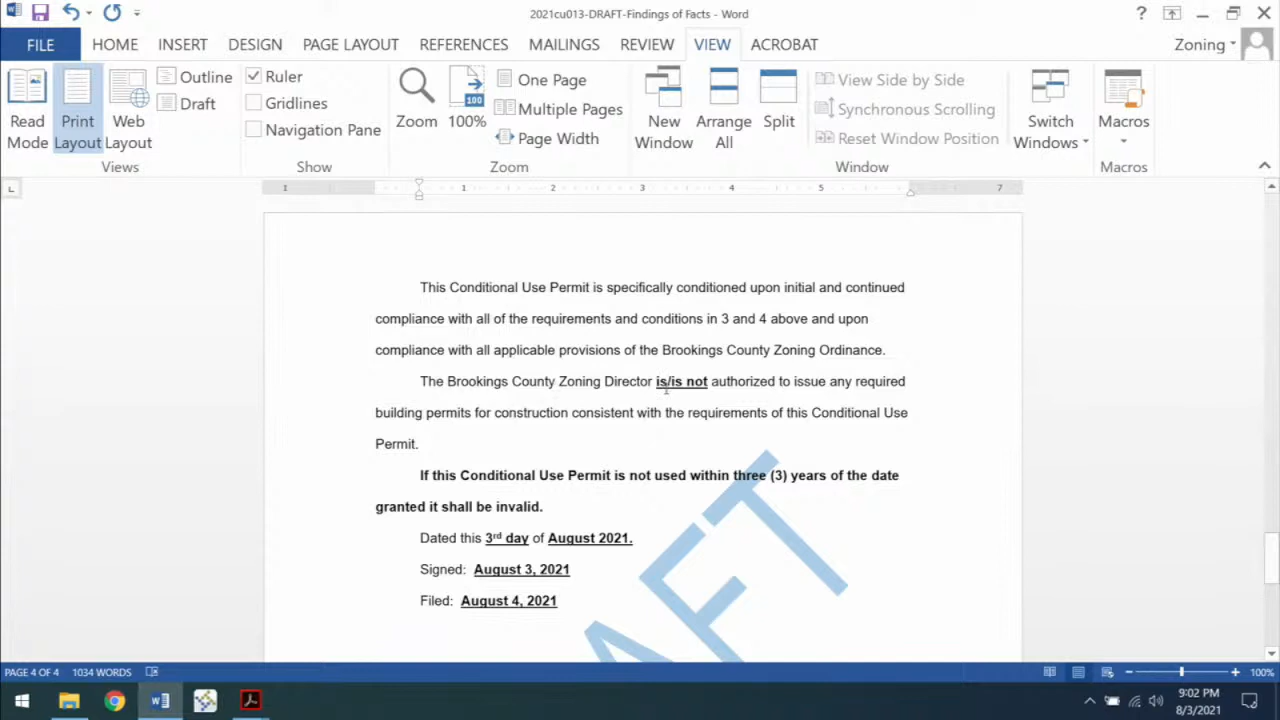 2021cu013-DRAFT-Findings of Facts - Word
?
FILE HOME INSERT DESIGN PAGE LAYOUT REFERENCES MAILINGS REVIEW VIEW ACROBAT Zoning
Read Mode
Print Layout
Web Layout
Outline
Draft
Views
Ruler
Gridlines
Navigation Pane
Show
Zoom
100
100%
One Page
Multiple Pages
Page Width
Zoom
New Window
Arrange All
Split
View Side by Side
Synchronous Scrolling
Reset Window Position
Window
Switch Windows
Macros
Macros
L
1 1 2 3 4 5 7
This Conditional Use Permit is specifically conditioned upon initial and continued
compliance with all of the requirements and conditions in 3 and 4 above and upon
compliance with all applicable provisions of the Brookings County Zoning Ordinance.
The Brookings County Zoning Director is/is not authorized to issue any required
building permits for construction consistent with the requirements of this Conditional Use
Permit.
If this Conditional Use Permit is not used within three (3) years of the date
granted it shall be invalid.
Dated this 3rd day of August 2021.
Signed: August 3, 2021
Filed: August 4, 2021
AFT
PAGE 4 OF 4 1034 WORDS 100%
9:02 PM
8/3/2021